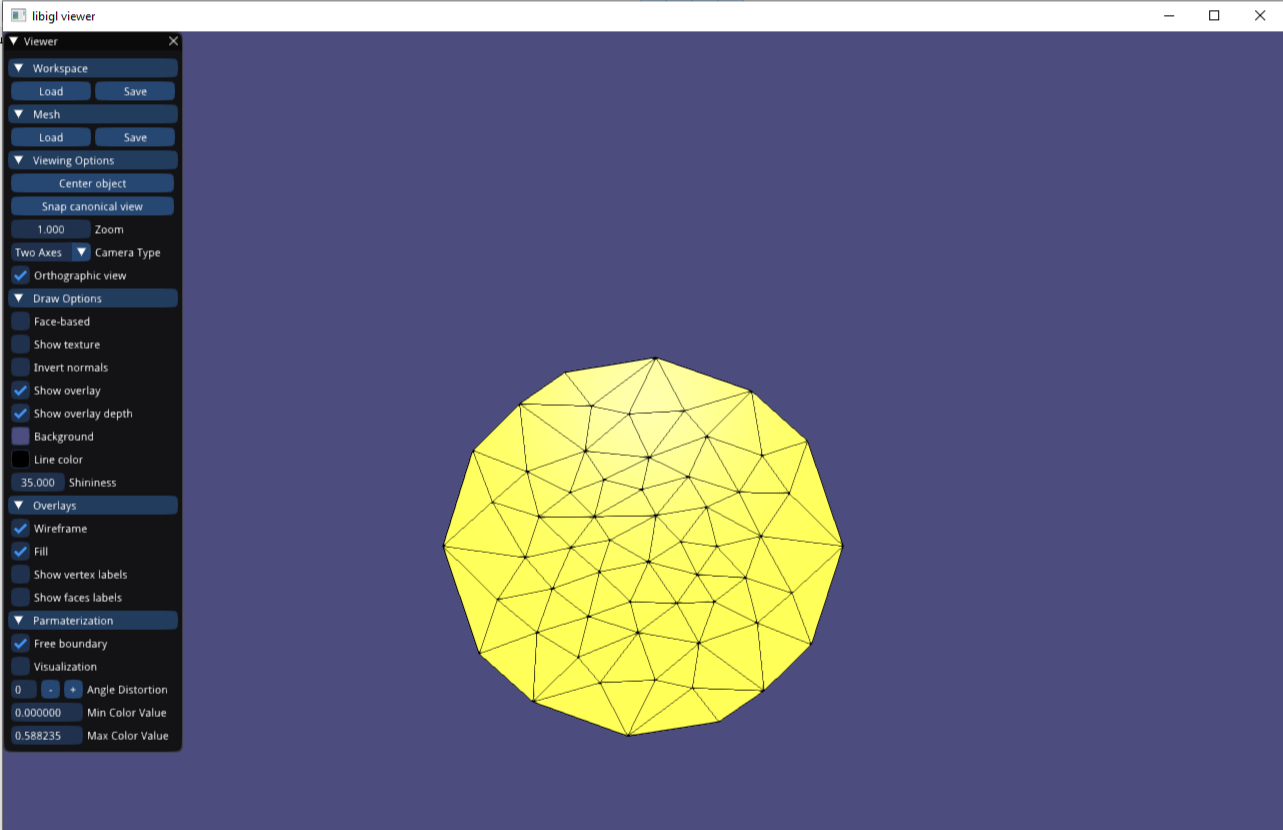 libigl viewer
Viewer
Workspace
Load Save
Mesh
Load Save
Viewing Options
Center object
Snap canonical view
1.000 Zoom
Two Axes Camera Type
Orthographic view
Draw Options
Face-based
Show texture
Invert normals
Show overlay
Show overlay depth
Background
Line color
35.000 Shininess
Overlays
Wireframe
Fill
Show vertex labels
Show faces labels
Parmaterization
Free boundary
Visualization
0 - + Angle Distortion
0.000000 Min Color Value
0.588235 Max Color Value